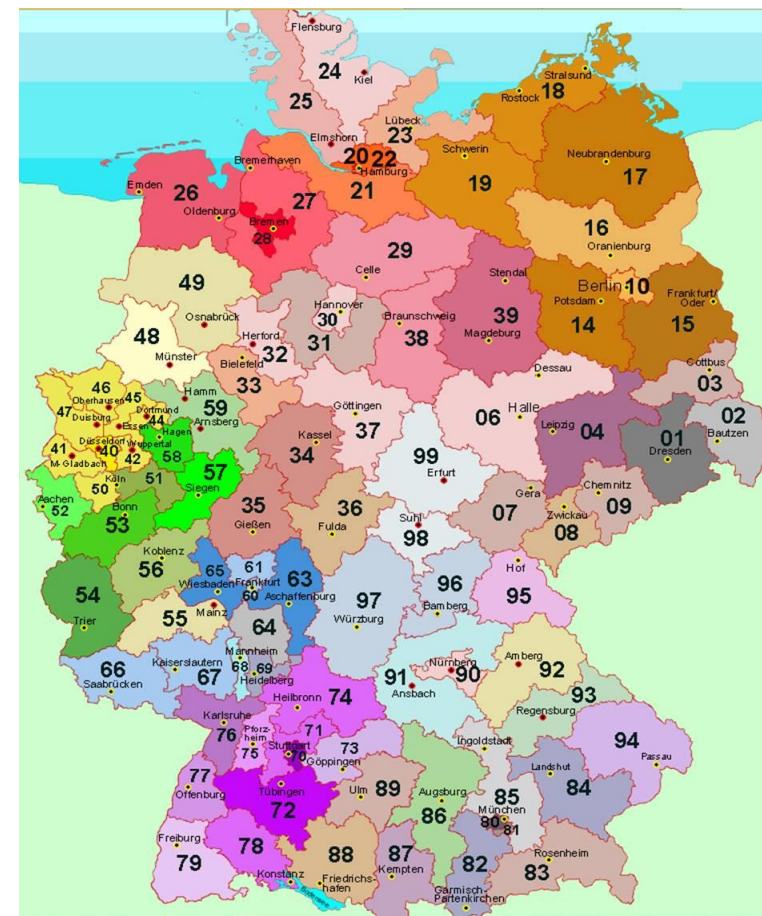 Flensburg
24
Kiel
25
Stralsund
18
Rostock
Lübeck
23
Elmshorn
20
22
Hamburg
Schwerin
19
Neubrandenburg
17
Bremerhaven
21
Emden
26
27
Oldenburg
Bremen
28
16
Oranienburg
29
Celle
Stendal
Berlin
10
49
Osnabrück
Hannover
30
31
Braunschweig
38
39
Magdeburg
Potsdam
14
Frankfurt/
Oder
15
48
Münster
Herford
32
Bielefeld
33
Dessau
Cottbus
03
46
Oberhausen
45
47
Duisburg
Dortmund
44
Essen
Hamm
59
Arnsberg
Hagen
58
Düsseldorf
40
Wuppertal
42
41
M-Gladbach
Göttingen
37
06
Halle
Leipzig
04
01
Dresden
02
Bautzen
Kassel
34
99
Erfurt
50
Köln
51
57
Siegen
Aachen
52
Bonn
53
35
Gießen
36
Fulda
Suhl
98
Gera
07
Chemnitz
09
Zwickau
08
Koblenz
56
65
Wiesbaden
61
Frankfurt
60
63
Aschaffenburg
Hof
95
54
Trier
55
Mainz
64
97
Würzburg
96
Bamberg
66
Saabrücken
Kaiserslautern
67
Mannheim
68
69
Heidelberg
91
Ansbach
Nürnberg
90
Amberg
92
93
Regensburg
74
Heilbronn
Karlsruhe
76
Pforz-
heim
75
71
Stuttgart
70
73
Göppingen
Ingolstadt
94
Passau
77
Offenburg
Tübingen
72
Ulm
89
Augsburg
86
85
München
80
81
Landshut
84
Freiburg
79
78
Konstanz
88
Friedrichs-
hafen
Bodensee
87
Kempten
82
Garmisch-
Partenkirchen
Rosenheim
83